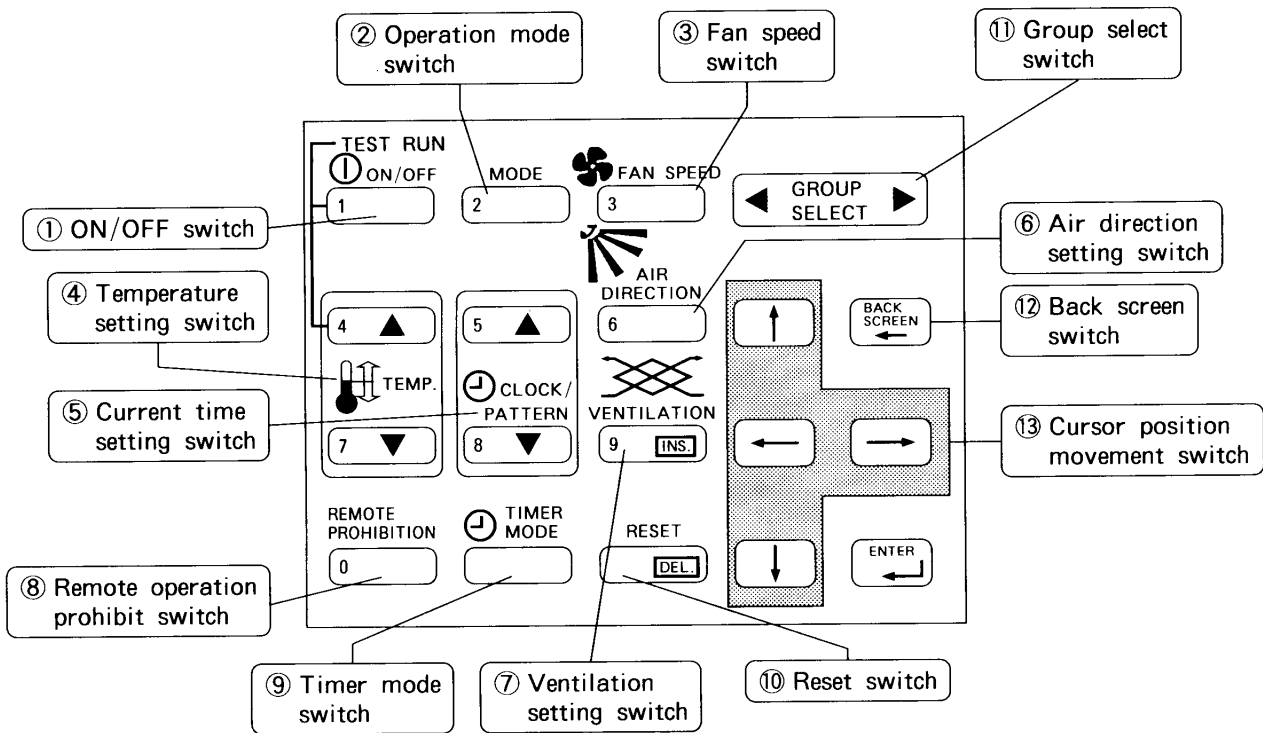 ② Operation mode
switch
③ Fan speed
switch
⑪ Group select
switch
TEST RUN
ON/OFF
MODE
FAN SPEED
1
2
3
GROUP
SELECT
① ON/OFF switch
⑥ Air direction
setting switch
AIR
DIRECTION
④ Temperature
setting switch
4
5
6
BACK
SCREEN
⑫ Back screen
switch
TEMP.
CLOCK/
PATTERN
VENTILATION
⑤ Current time
setting switch
7
8
9 INS.
⑬ Cursor position
movement switch
REMOTE
PROHIBITION
TIMER
MODE
RESET
0
DEL.
ENTER
⑧ Remote operation
prohibit switch
⑨ Timer mode
switch
⑦ Ventilation
setting switch
⑩ Reset switch